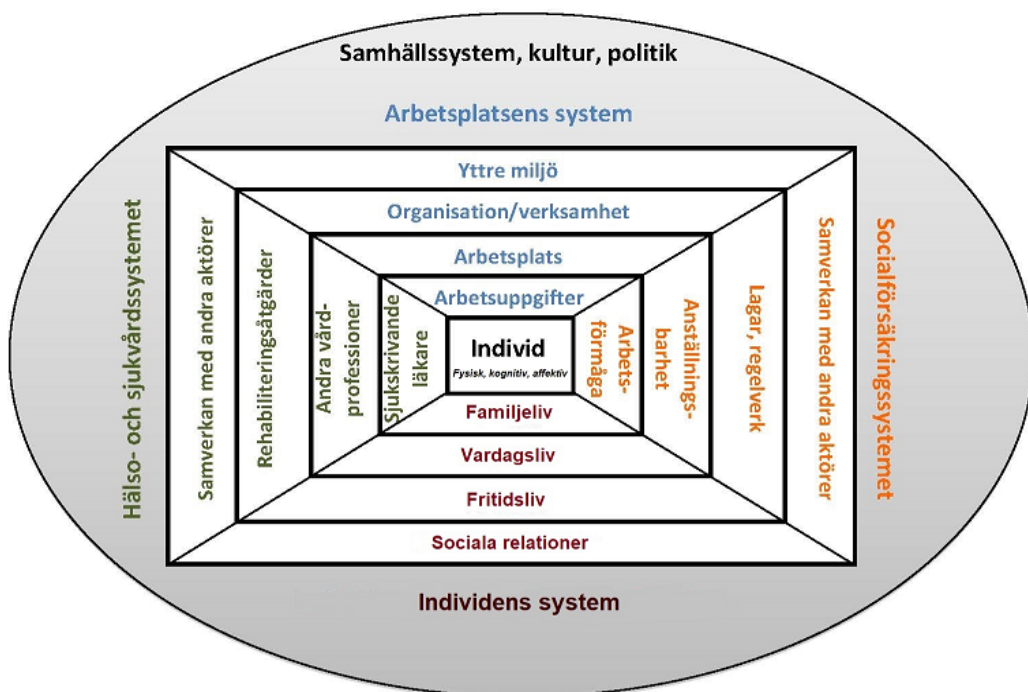 Samhällssystem, kultur, politik
Arbetsplatsens system
Yttre miljö
Organisation/verksamhet
Arbetsplats
Arbetsuppgifter
Hälso- och sjukvårdssystemet
Samverkan med andra aktörer
Rehabiliteringsåtgärder
Andra vård-
professioner
Sjukskrivande
läkare
Individ
Fysisk, kognitiv, affektiv
Arbets-
förmåga
Anställnings-
barhet
Lagar, regelverk
Samverkan med andra aktörer
Socialförsäkringssystemet
Familjeliv
Vardagsliv
Fritidsliv
Sociala relationer
Individens system